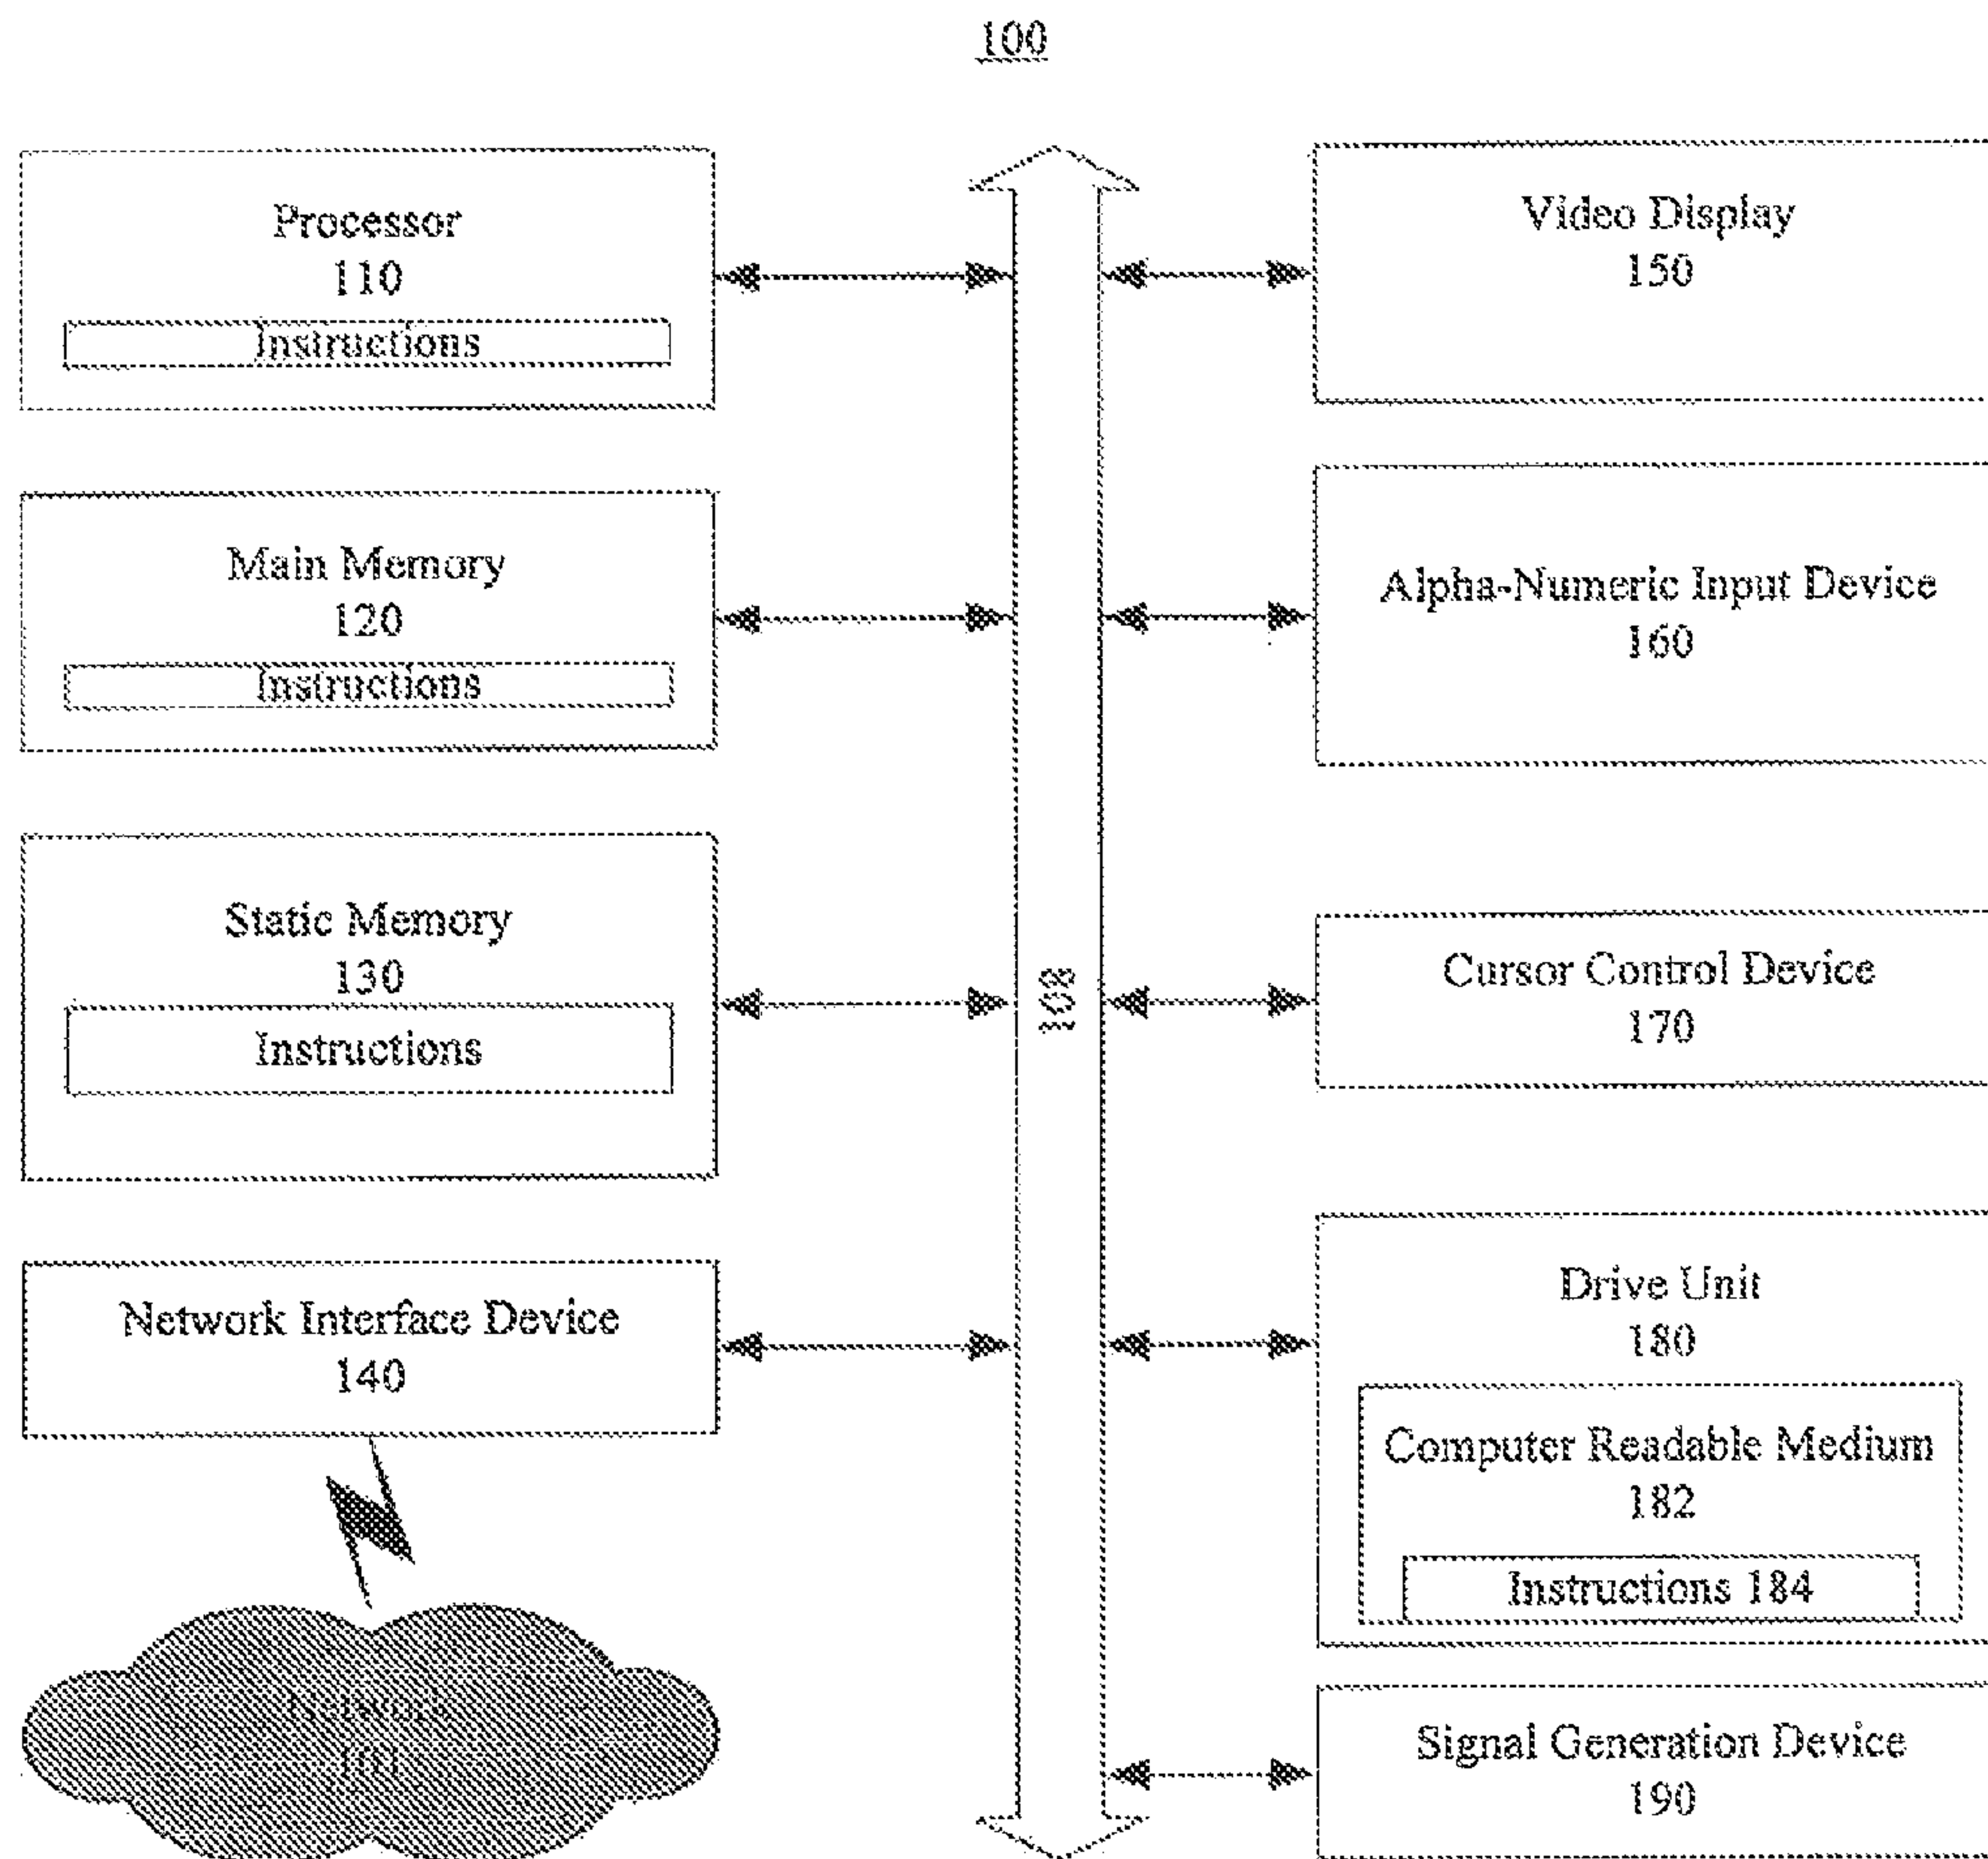 100
Processor
110
Instructions
Main Memory
120
Instructions
Static Memory
130
Instructions
Network Interface Device
140
Network
101
108
Video Display
150
Alpha-Numeric Input Device
160
Cursor Control Device
170
Drive Unit
180
Computer Readable Medium
182
Instructions 184
Signal Generation Device
190